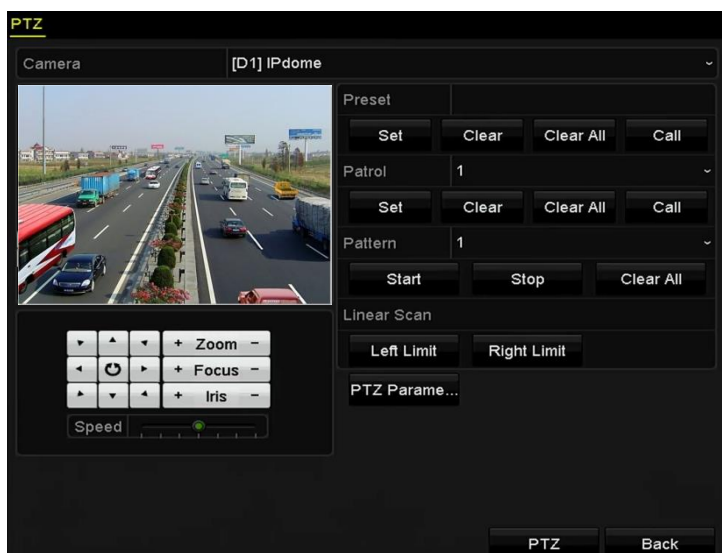 PTZ
Camera [D1] IPdome
Preset
Set Clear Clear All Call
Patrol 1
Set Clear Clear All Call
Pattern 1
Start Stop Clear All
Linear Scan
Left Limit Right Limit
PTZ Parame...
+ Zoom -
+ Focus -
+ Iris -
Speed
PTZ Back